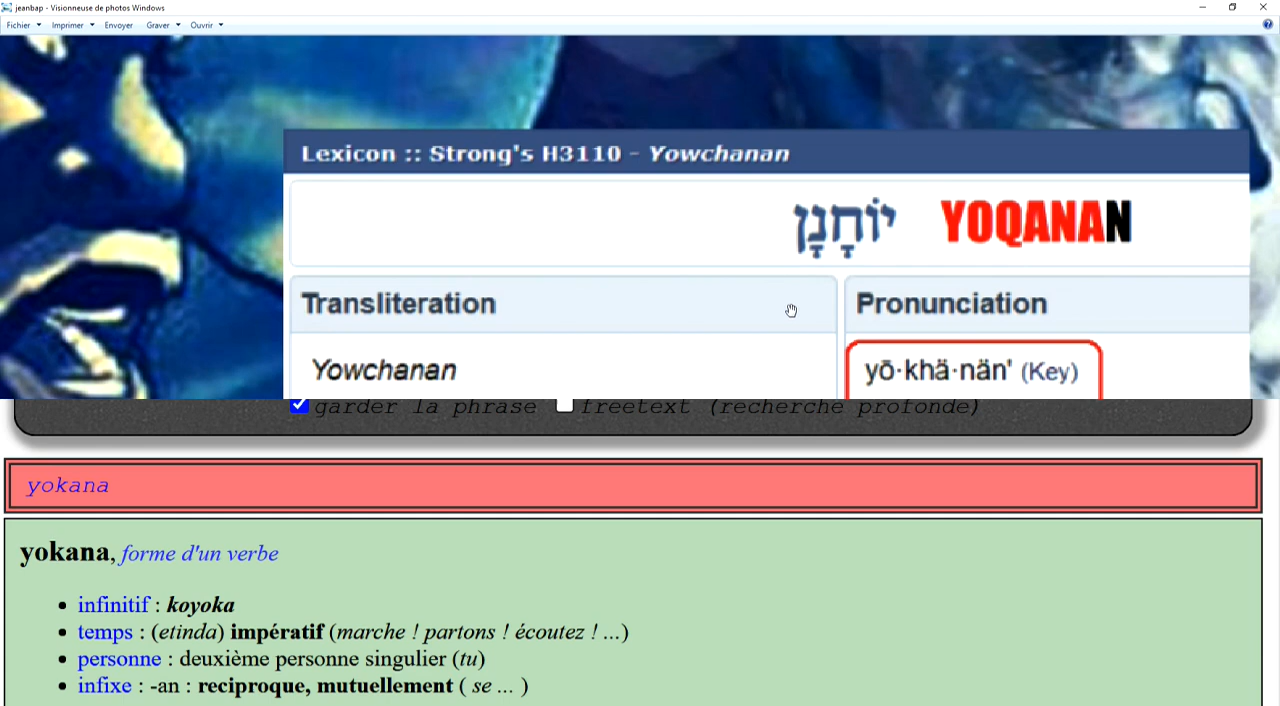 jeanbap - Visionneuse de photos Windows
Fichier Imprimer Envoyer Graver Ouvrir
Lexicon :: Strong's H3110 - Yowchanan
יוֹחָנָן YOQANAN
Transliteration Pronunciation
Yowchanan yō·khä·nän' (Key)
garder la phrase freetext (recherche profonde)
yokana
yokana, forme d'un verbe
• infinitif : koyoka
• temps : (etinda) impératif (marche ! partons ! écoutez ! ...)
• personne : deuxième personne singulier (tu)
• infixe : -an : reciproque, mutuellement ( se ... )